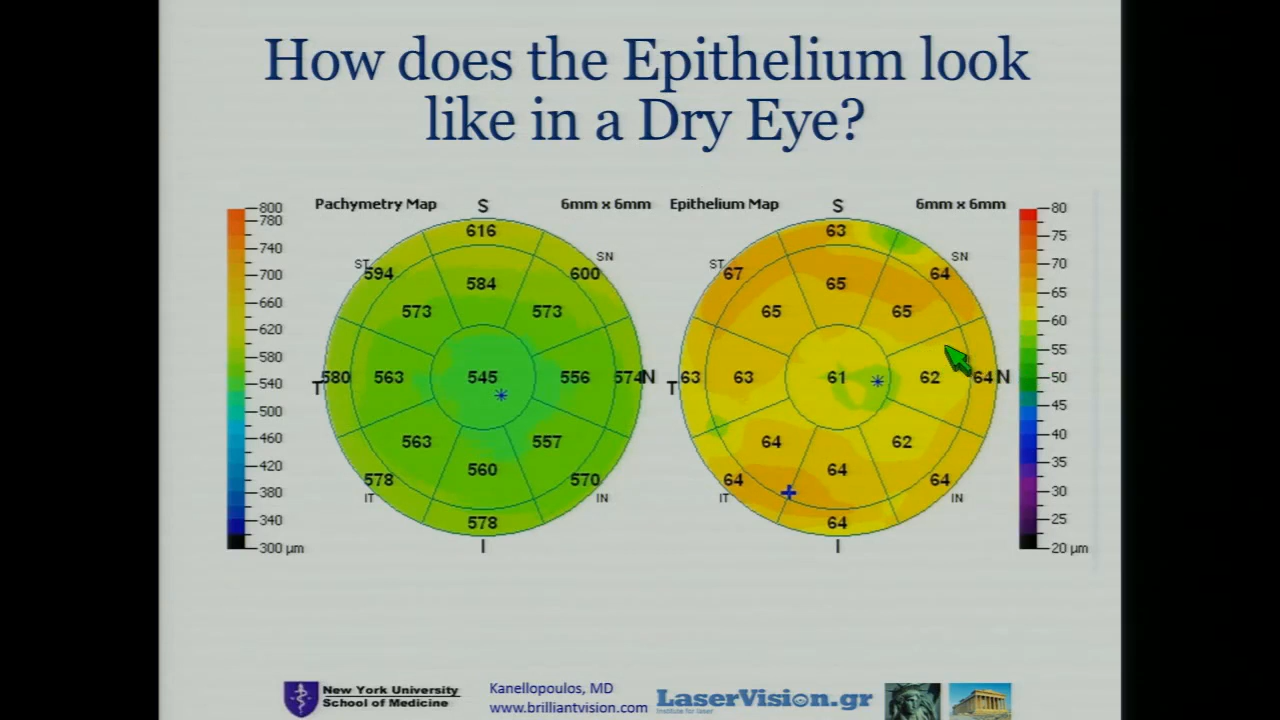 How does the Epithelium look
like in a Dry Eye?
Pachymetry Map S 6mm x 6mm
Epithelium Map S 6mm x 6mm
800
780
740
700
660
620
580
540
500
460
420
380
340
300 µm
616
ST 594 SN 600
584
573 573
T 580 563 545 556 574 N
563 557
560
578 570
IT IN
578
I
63
ST 67 SN 64
65
65 65
T 63 63 61 62 64 N
64 62
64
64 64
IT IN
64
I
80
75
70
65
60
55
50
45
40
35
30
25
20 µm
New York University
School of Medicine
Kanellopoulos, MD
www.brilliantvision.com
LaserVision.gr
Institute for laser